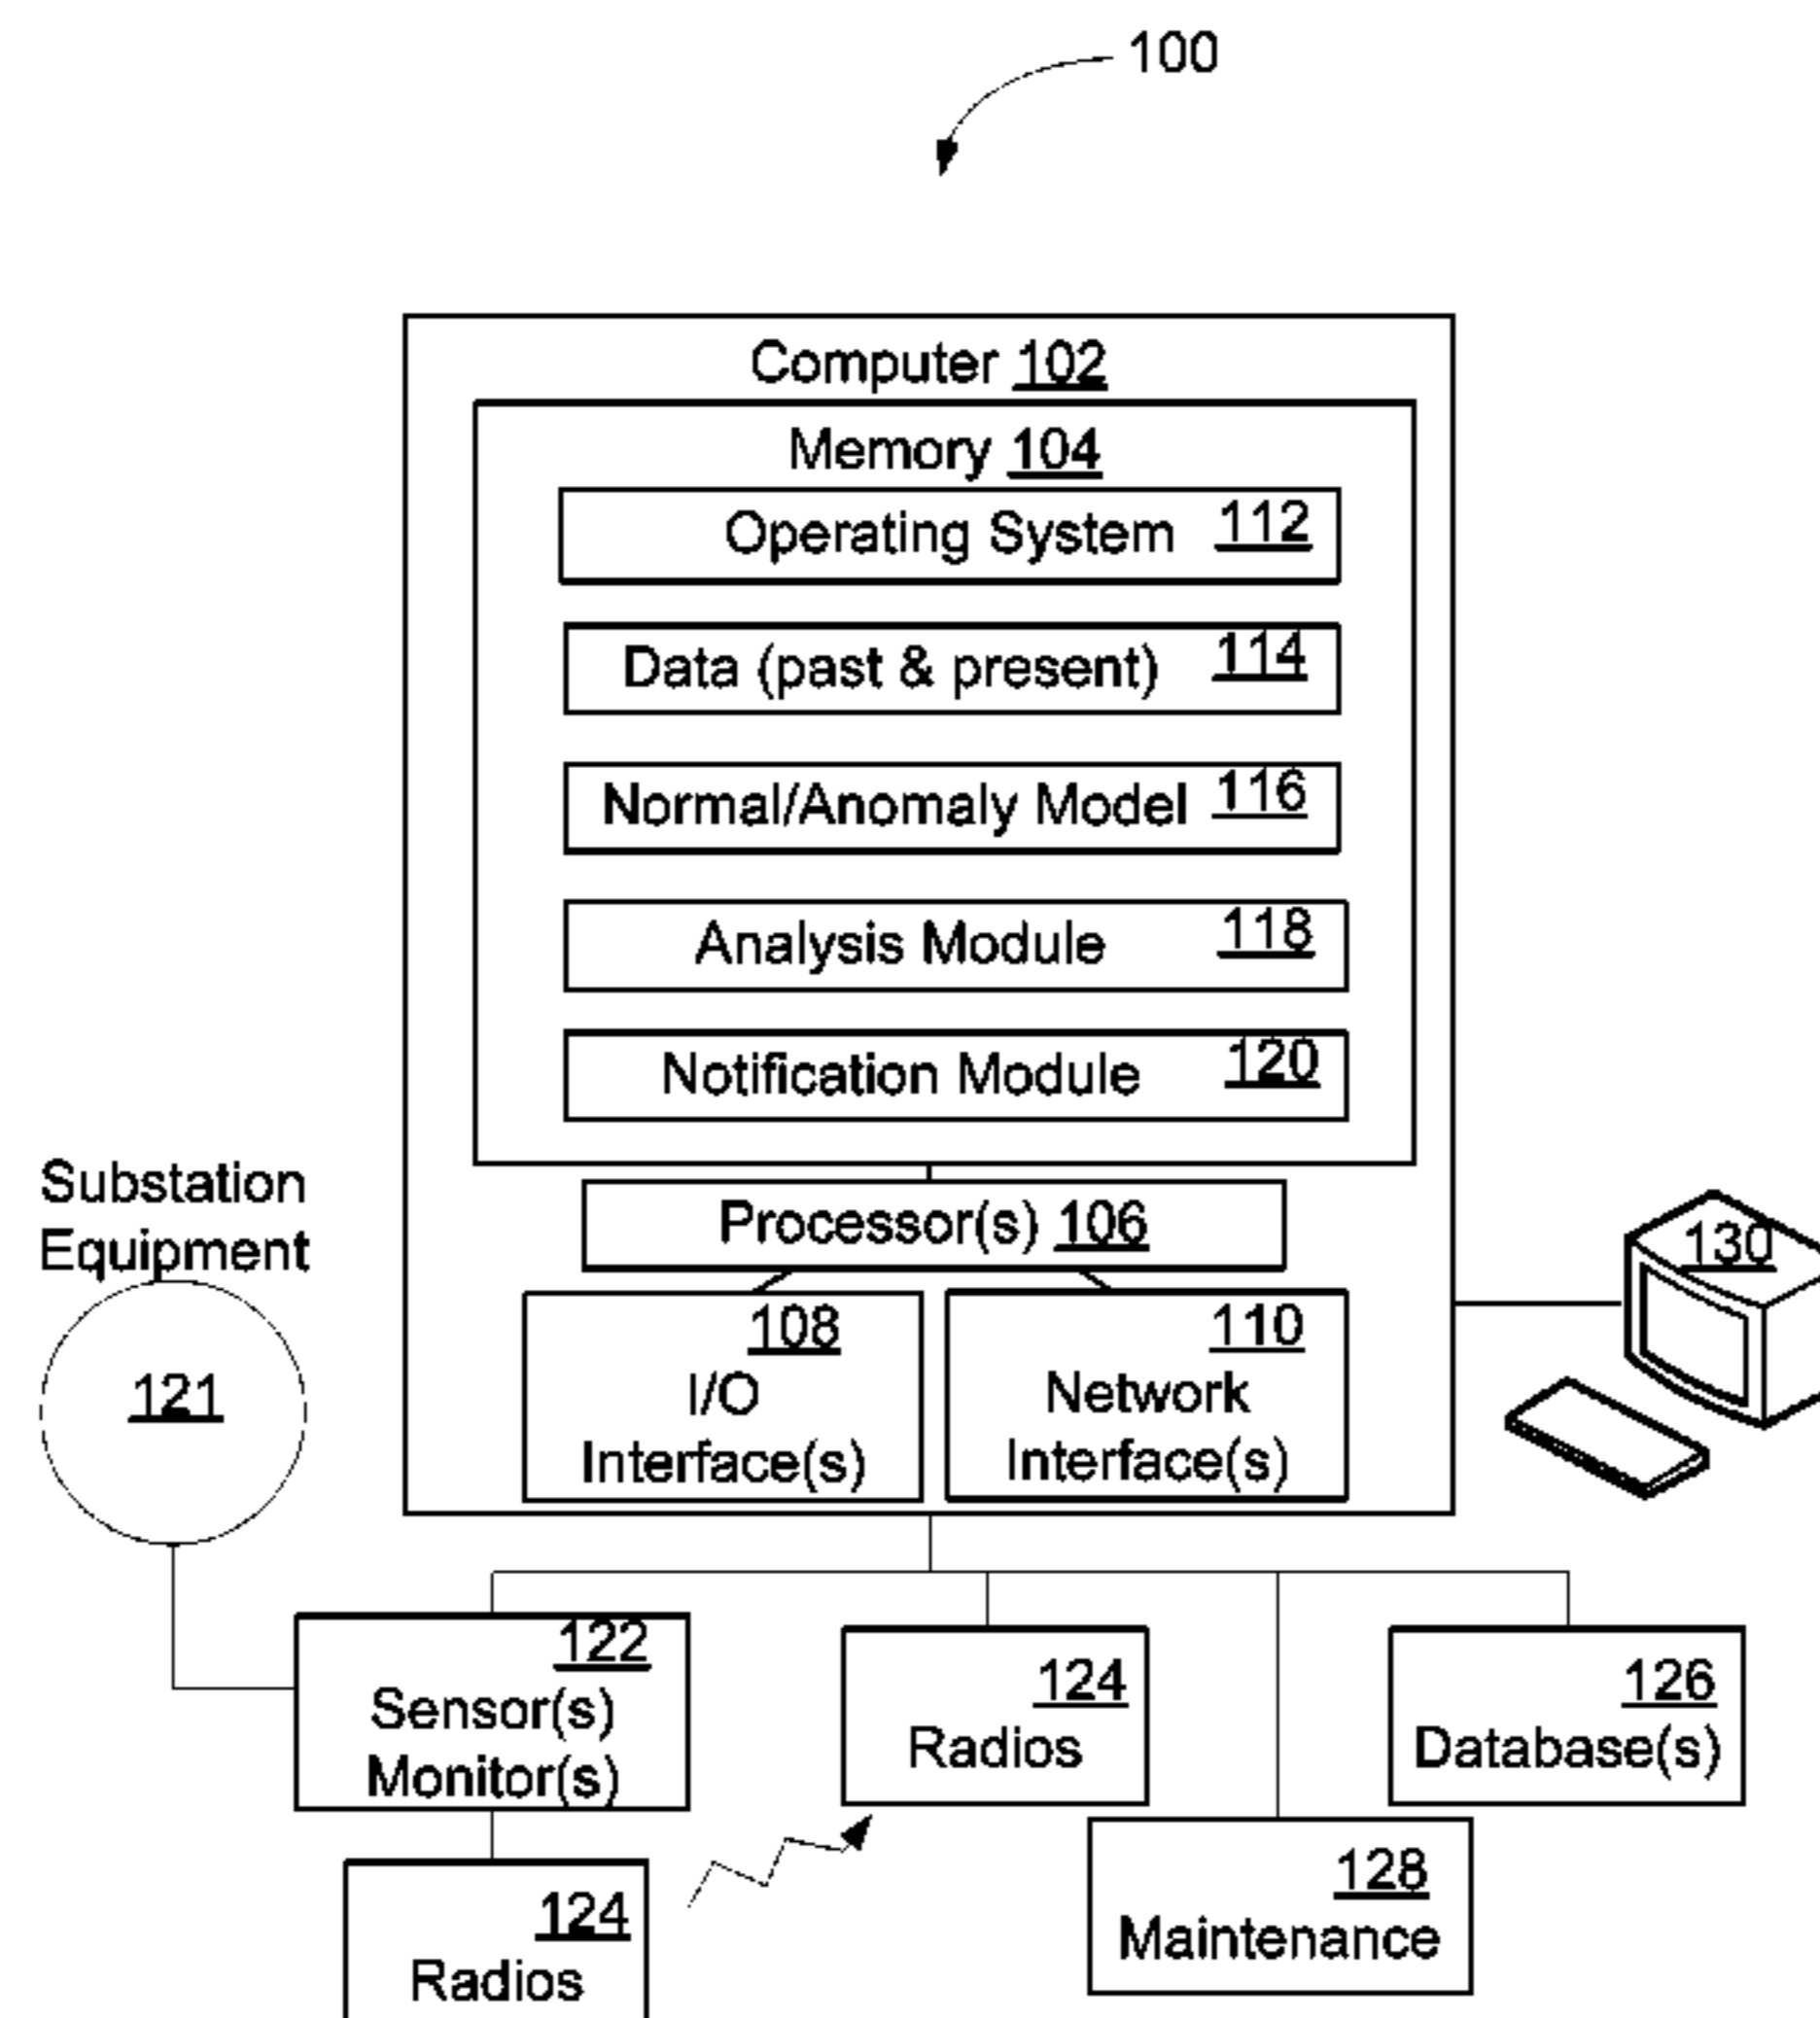 100
Computer 102
Memory 104
Operating System 112
Data (past & present) 114
Normal/Anomaly Model 116
Analysis Module 118
Notification Module 120
Substation
Equipment
121
Processor(s) 106
108
I/O
Interface(s)
110
Network
Interface(s)
130
122
Sensor(s)
Monitor(s)
124
Radios
126
Database(s)
124
Radios
128
Maintenance